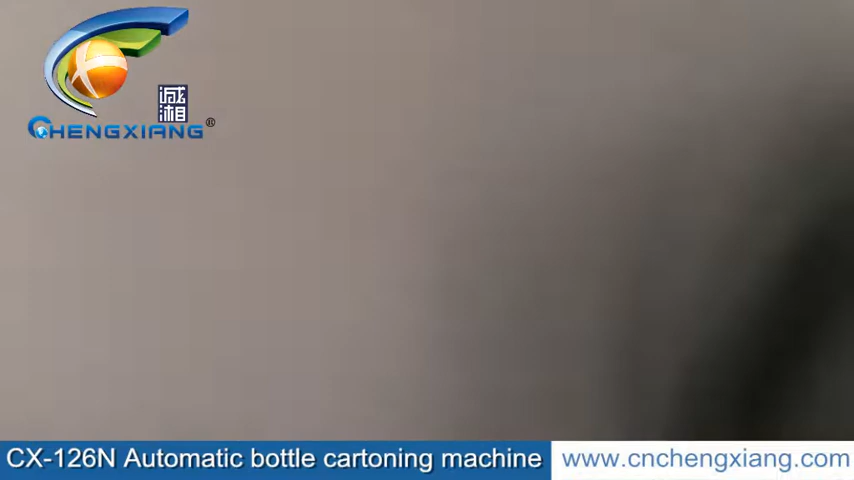 诚湘
CHENGXIANG®
CX-126N Automatic bottle cartoning machine
www.cnchengxiang.com